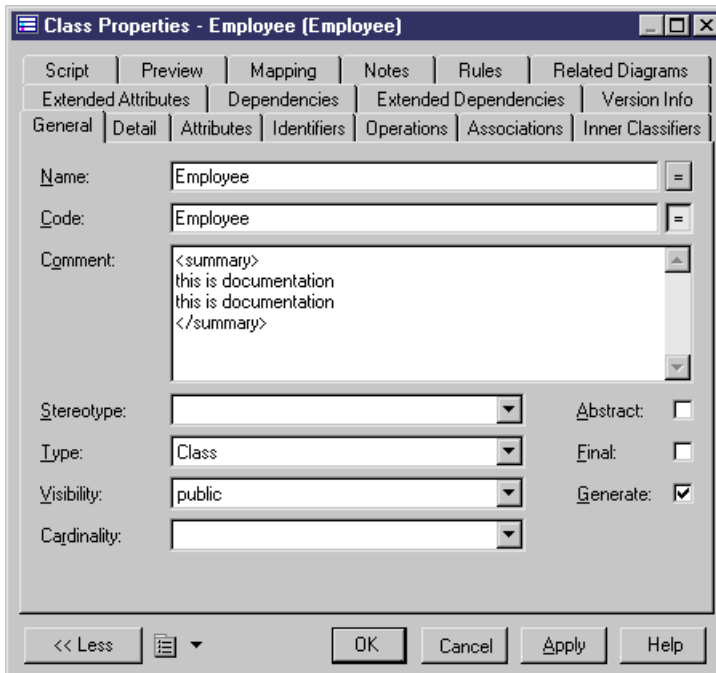 Class Properties - Employee (Employee)
Script Preview Mapping Notes Rules Related Diagrams
Extended Attributes Dependencies Extended Dependencies Version Info
General Detail Attributes Identifiers Operations Associations Inner Classifiers
Name: Employee =
Code: Employee =
Comment: <summary>
this is documentation
this is documentation
</summary>
Stereotype: Abstract:
Type: Class Final:
Visibility: public Generate:
Cardinality:
<< Less OK Cancel Apply Help